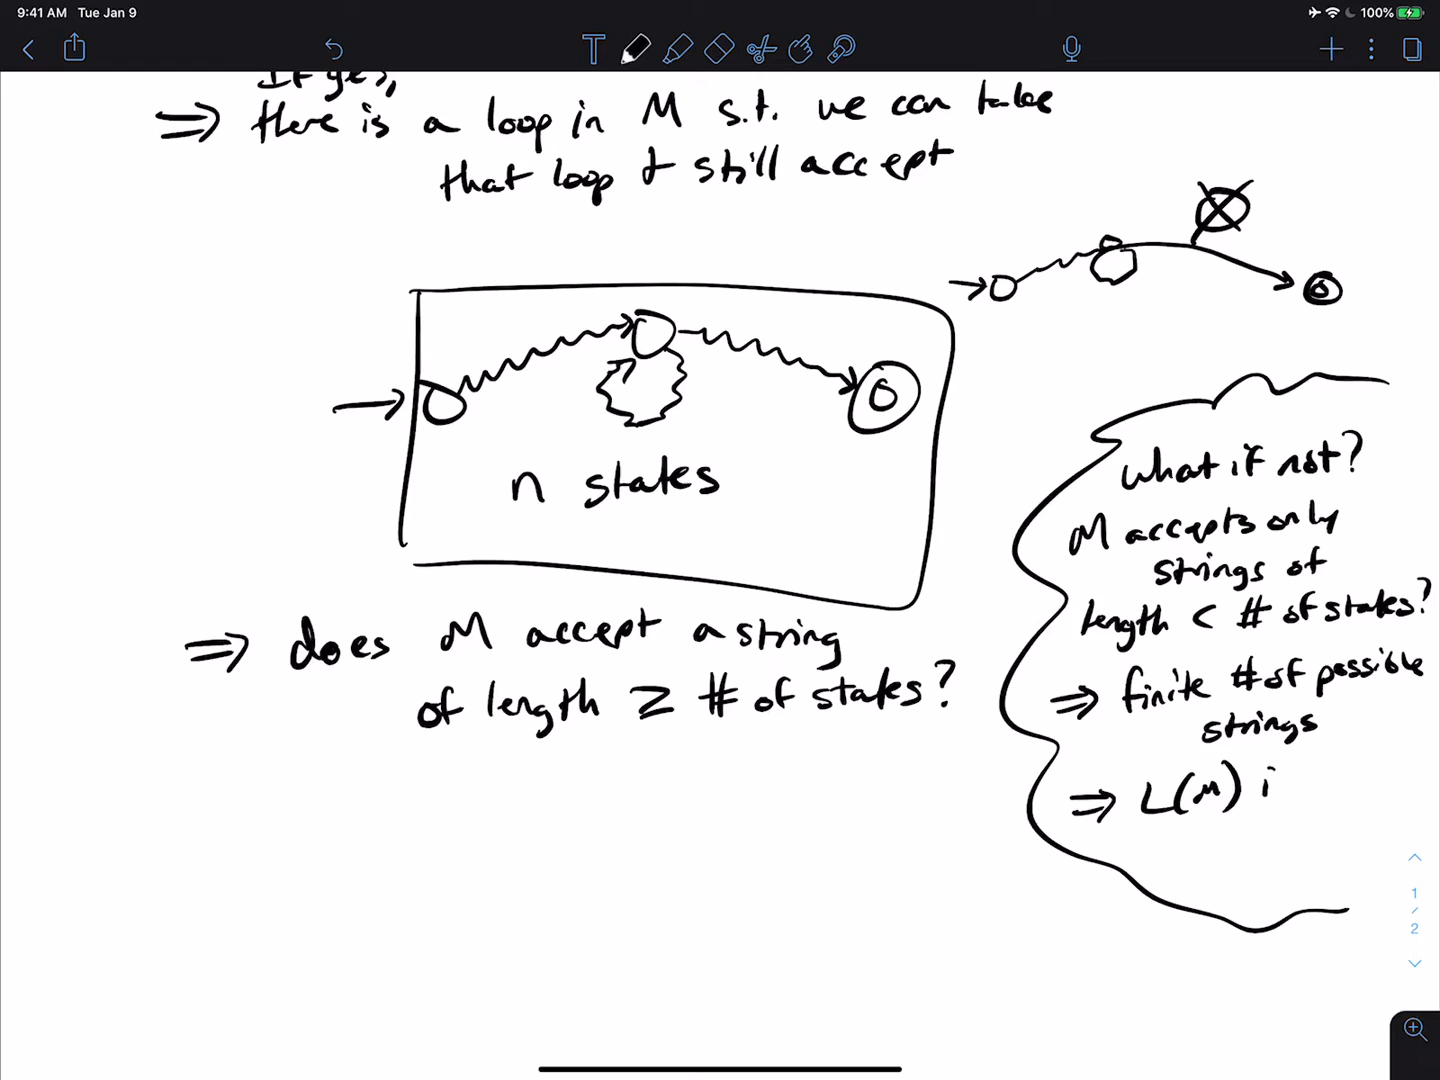 9:41 AM Tue Jan 9
100%
T
If yes,
⇒ there is a loop in M s.t. we can take
that loop & still accept
n states
⇒ does M accept a string
of length ≥ # of states?
what if not?
M accepts only
strings of
length < # of states?
⇒ finite # of possible
strings
⇒ L(M) i
1
/
2